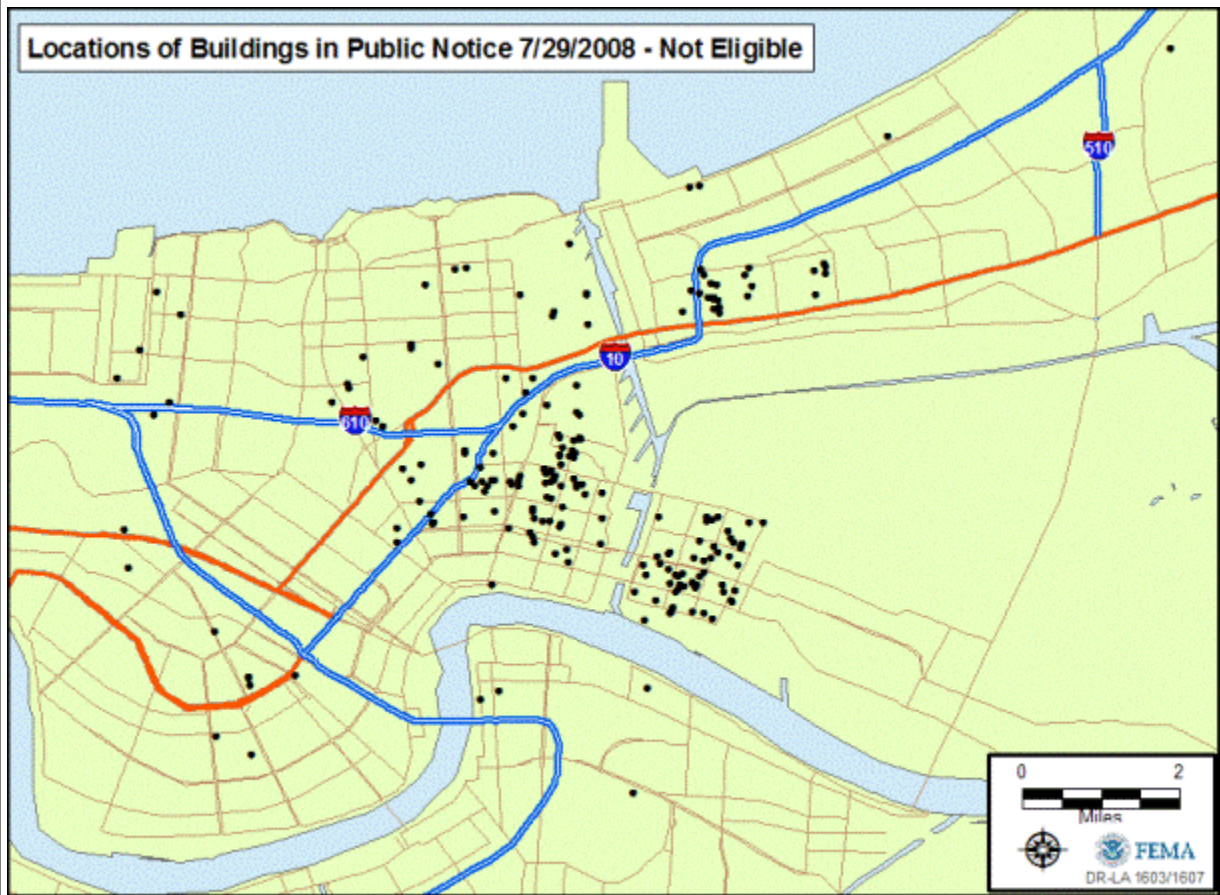 Locations of Buildings in Public Notice 7/29/2008 - Not Eligible
510
10
610
0 2
Miles
FEMA
DR-LA 1603/1607